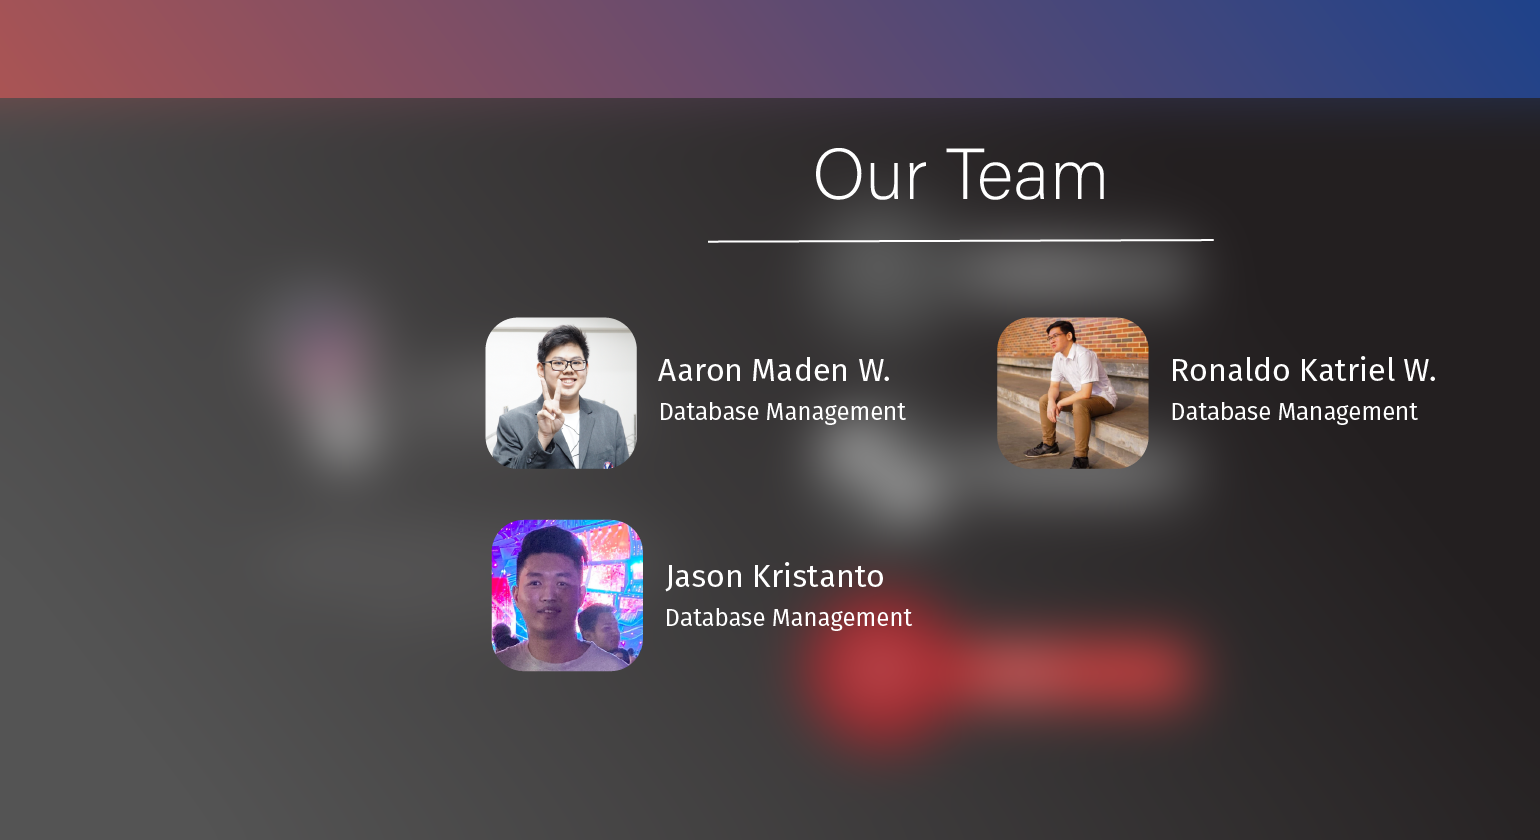 Our Team
Aaron Maden W.
Database Management
Ronaldo Katriel W.
Database Management
Jason Kristanto
Database Management